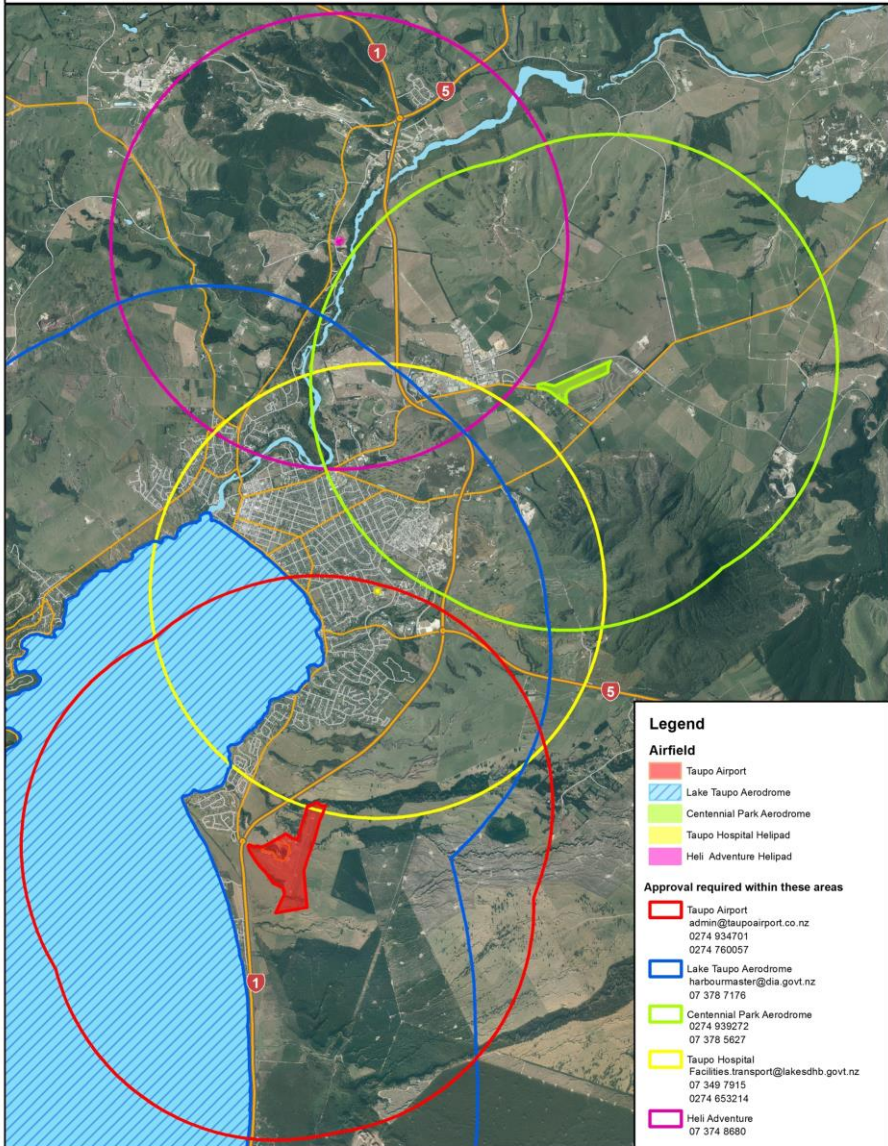 1
5
5
1
Legend
Airfield
Taupo Airport
Lake Taupo Aerodrome
Centennial Park Aerodrome
Taupo Hospital Helipad
Heli Adventure Helipad
Approval required within these areas
Taupo Airport
admin@taupoairport.co.nz
0274 934701
0274 760057
Lake Taupo Aerodrome
harbourmaster@dia.govt.nz
07 378 7176
Centennial Park Aerodrome
0274 939272
07 378 5627
Taupo Hospital
Facilities.transport@lakesdhb.govt.nz
07 349 7915
0274 653214
Heli Adventure
07 374 8680